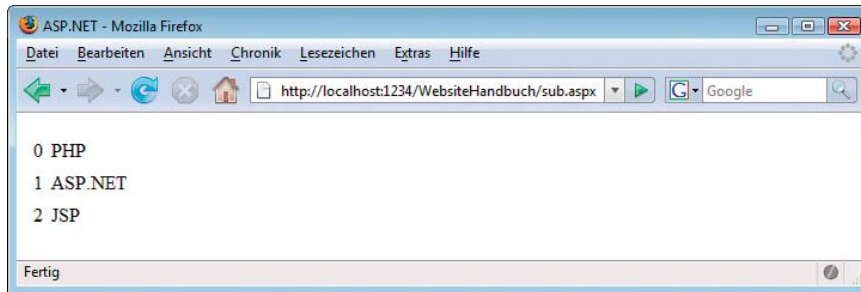 ASP.NET - Mozilla Firefox
Datei Bearbeiten Ansicht Chronik Lesezeichen Extras Hilfe
http://localhost:1234/WebsiteHandbuch/sub.aspx G Google
0 PHP
1 ASP.NET
2 JSP
Fertig